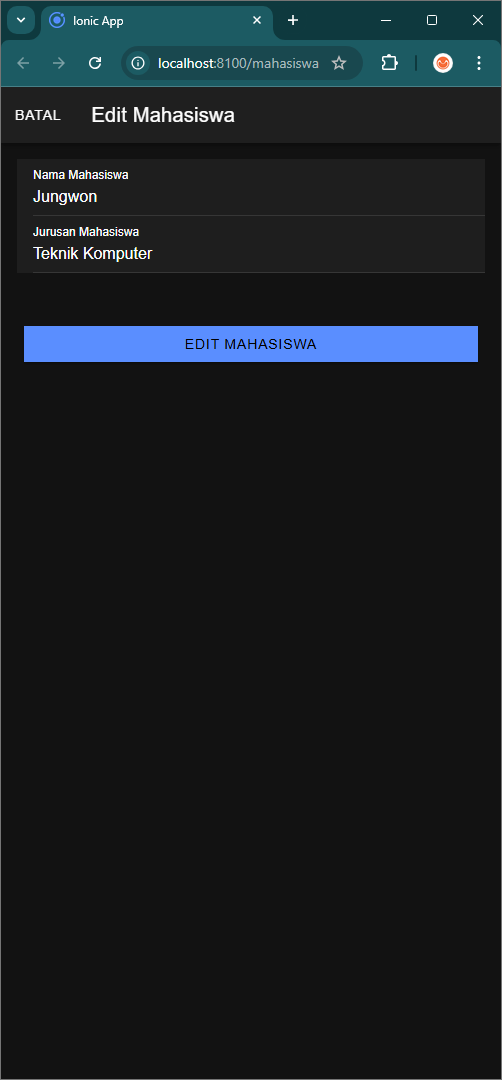 Ionic App
localhost:8100/mahasiswa
BATAL Edit Mahasiswa
Nama Mahasiswa
Jungwon
Jurusan Mahasiswa
Teknik Komputer
EDIT MAHASISWA